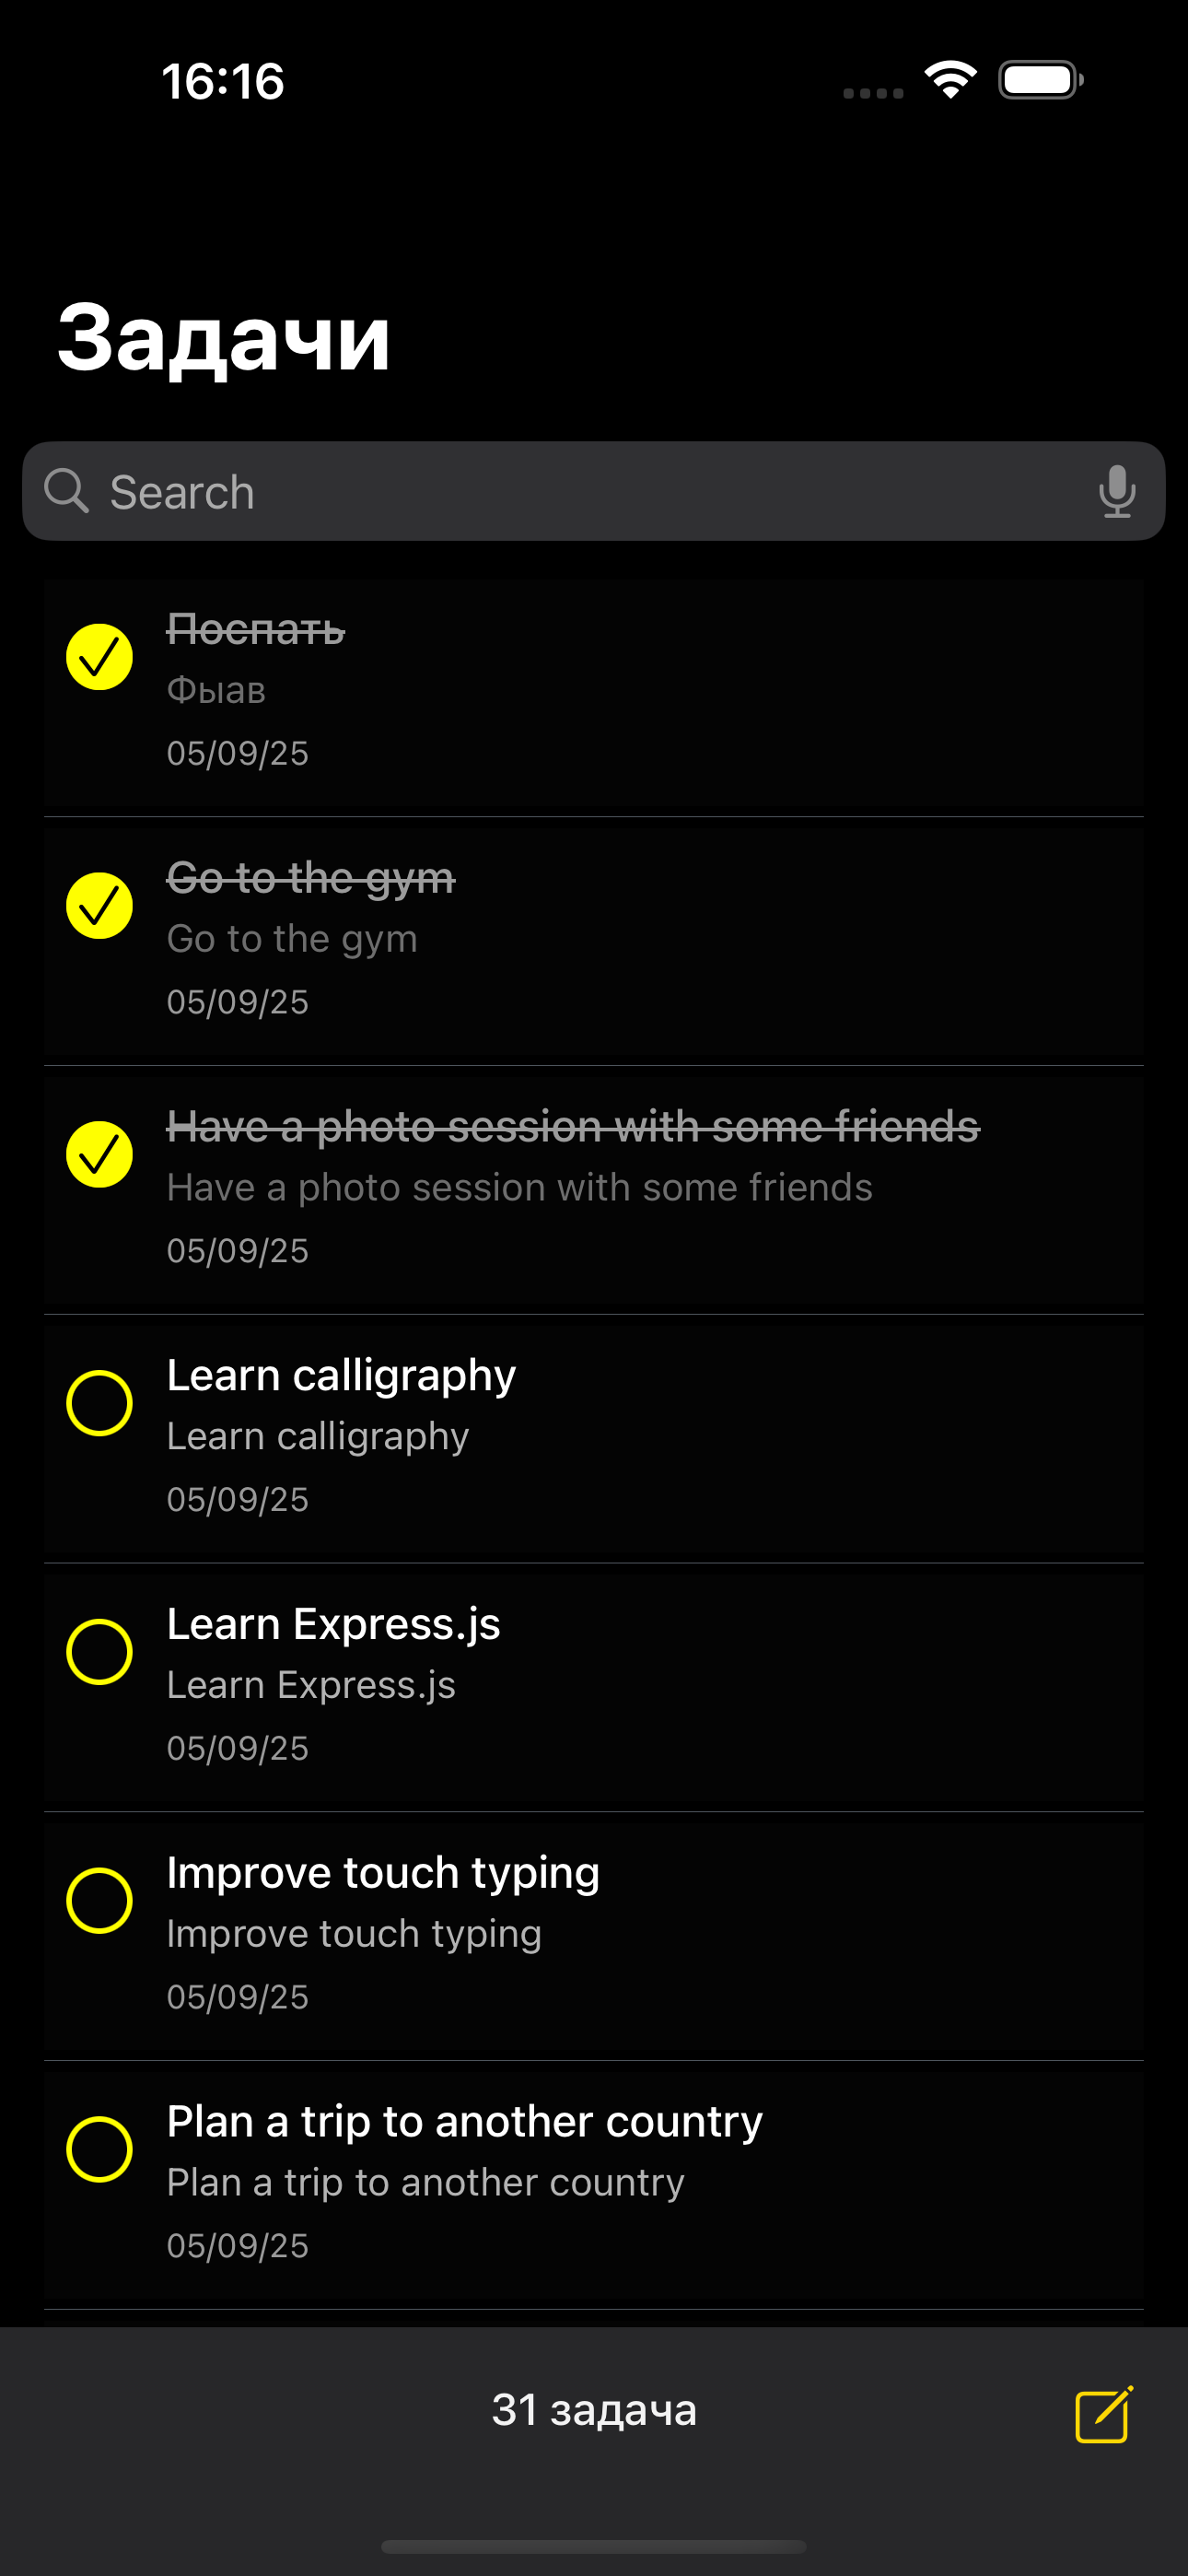 16:16
Задачи
Search
Поспать
Фыав
05/09/25
Go to the gym
Go to the gym
05/09/25
Have a photo session with some friends
Have a photo session with some friends
05/09/25
Learn calligraphy
Learn calligraphy
05/09/25
Learn Express.js
Learn Express.js
05/09/25
Improve touch typing
Improve touch typing
05/09/25
Plan a trip to another country
Plan a trip to another country
05/09/25
31 задача